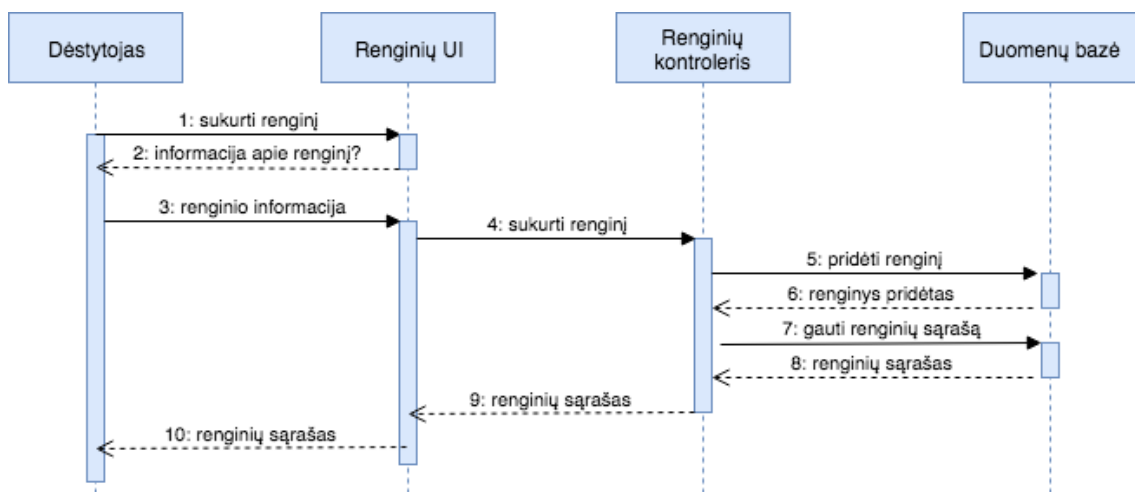 Dėstytojas
Renginių UI
Renginių
kontroleris
Duomenų bazė
1: sukurti renginį
2: informacija apie renginį?
3: renginio informacija
4: sukurti renginį
5: pridėti renginį
6: renginys pridėtas
7: gauti renginių sąrašą
8: renginių sąrašas
9: renginių sąrašas
10: renginių sąrašas